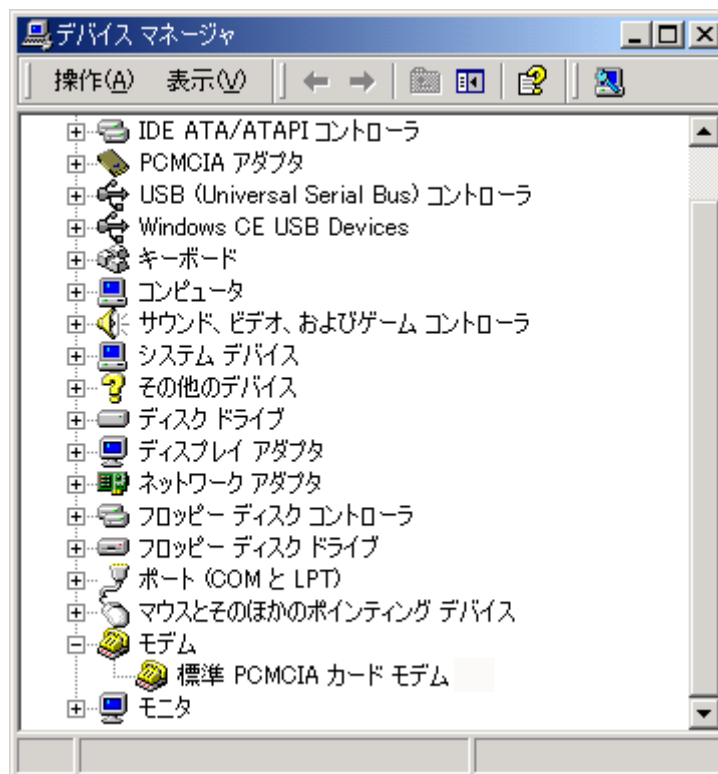 デバイス マネージャ
操作(A) 表示(V)
IDE ATA/ATAPI コントローラ
PCMCIA アダプタ
USB (Universal Serial Bus) コントローラ
Windows CE USB Devices
キーボード
コンピュータ
サウンド、ビデオ、およびゲーム コントローラ
システム デバイス
その他のデバイス
ディスク ドライブ
ディスプレイ アダプタ
ネットワーク アダプタ
フロッピー ディスク コントローラ
フロッピー ディスク ドライブ
ポート (COM と LPT)
マウスとそのほかのポインティング デバイス
モデム
標準 PCMCIA カード モデム
モニタ